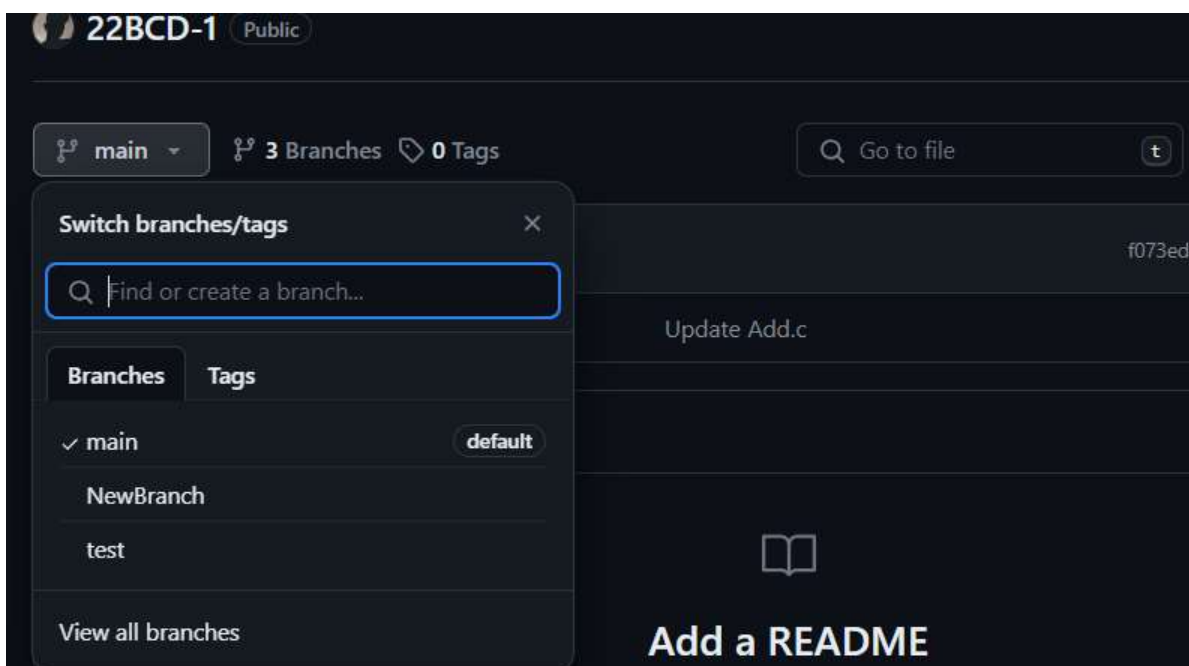 22BCD-1 Public
main 3 Branches 0 Tags Go to file t
Switch branches/tags
f073ed
Find or create a branch...
Update Add.c
Branches Tags
main default
NewBranch
test
View all branches
Add a README